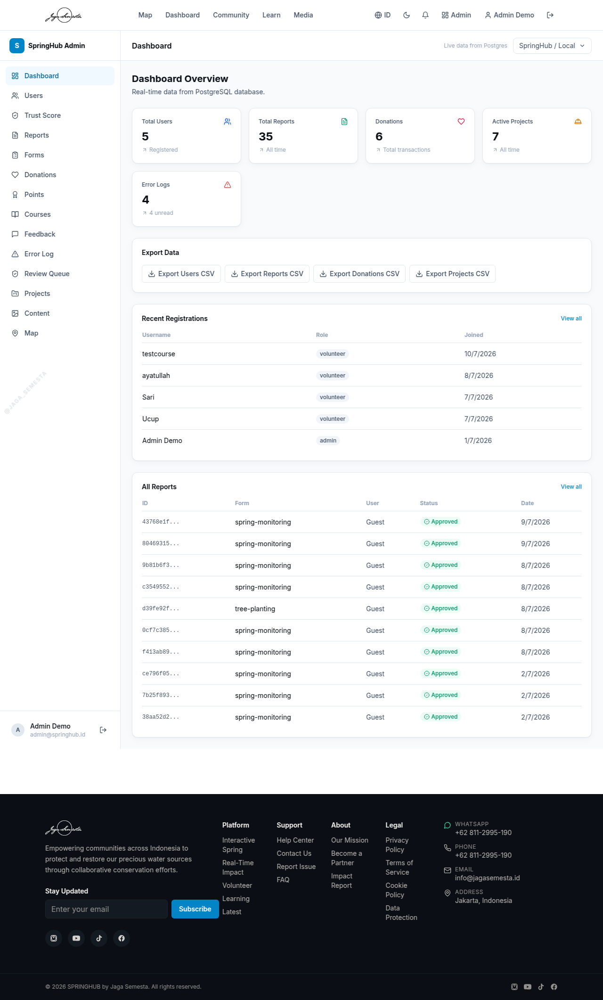 Jaga Semesta
Map Dashboard Community Learn Media ID Admin Admin Demo
S SpringHub Admin
Dashboard Live data from Postgres SpringHub / Local
Dashboard
Users
Trust Score
Reports
Forms
Donations
Points
Courses
Feedback
Error Log
Review Queue
Projects
Content
Map
@JAGA_SEMESTA
A Admin Demo
admin@springhub.id
Dashboard Overview
Real-time data from PostgreSQL database.
Total Users
5
Registered
Total Reports
35
All time
Donations
6
Total transactions
Active Projects
7
All time
Error Logs
4
4 unread
Export Data
Export Users CSV Export Reports CSV Export Donations CSV Export Projects CSV
Recent Registrations View all
Username Role Joined
testcourse volunteer 10/7/2026
ayatullah volunteer 8/7/2026
Sari volunteer 7/7/2026
Ucup volunteer 7/7/2026
Admin Demo admin 1/7/2026
All Reports View all
ID Form User Status Date
43768e1f... spring-monitoring Guest Approved 9/7/2026
80469315... spring-monitoring Guest Approved 9/7/2026
9b81b6f3... spring-monitoring Guest Approved 8/7/2026
c3549552... spring-monitoring Guest Approved 8/7/2026
d39fe92f... tree-planting Guest Approved 8/7/2026
0cf7c385... spring-monitoring Guest Approved 8/7/2026
f413ab89... spring-monitoring Guest Approved 8/7/2026
ce796f05... spring-monitoring Guest Approved 2/7/2026
7b25f893... spring-monitoring Guest Approved 2/7/2026
38aa52d2... spring-monitoring Guest Approved 2/7/2026
Jaga Semesta
Empowering communities across Indonesia to
protect and restore our precious water sources
through collaborative conservation efforts.
Stay Updated
Enter your email Subscribe
Platform
Interactive
Spring
Real-Time
Impact
Volunteer
Learning
Latest
Support
Help Center
Contact Us
Report Issue
FAQ
About
Our Mission
Become a
Partner
Impact
Report
Legal
Privacy
Policy
Terms of
Service
Cookie
Policy
Data
Protection
WHATSAPP
+62 811-2995-190
PHONE
+62 811-2995-190
EMAIL
info@jagasemesta.id
ADDRESS
Jakarta, Indonesia
© 2026 SPRINGHUB by Jaga Semesta. All rights reserved.